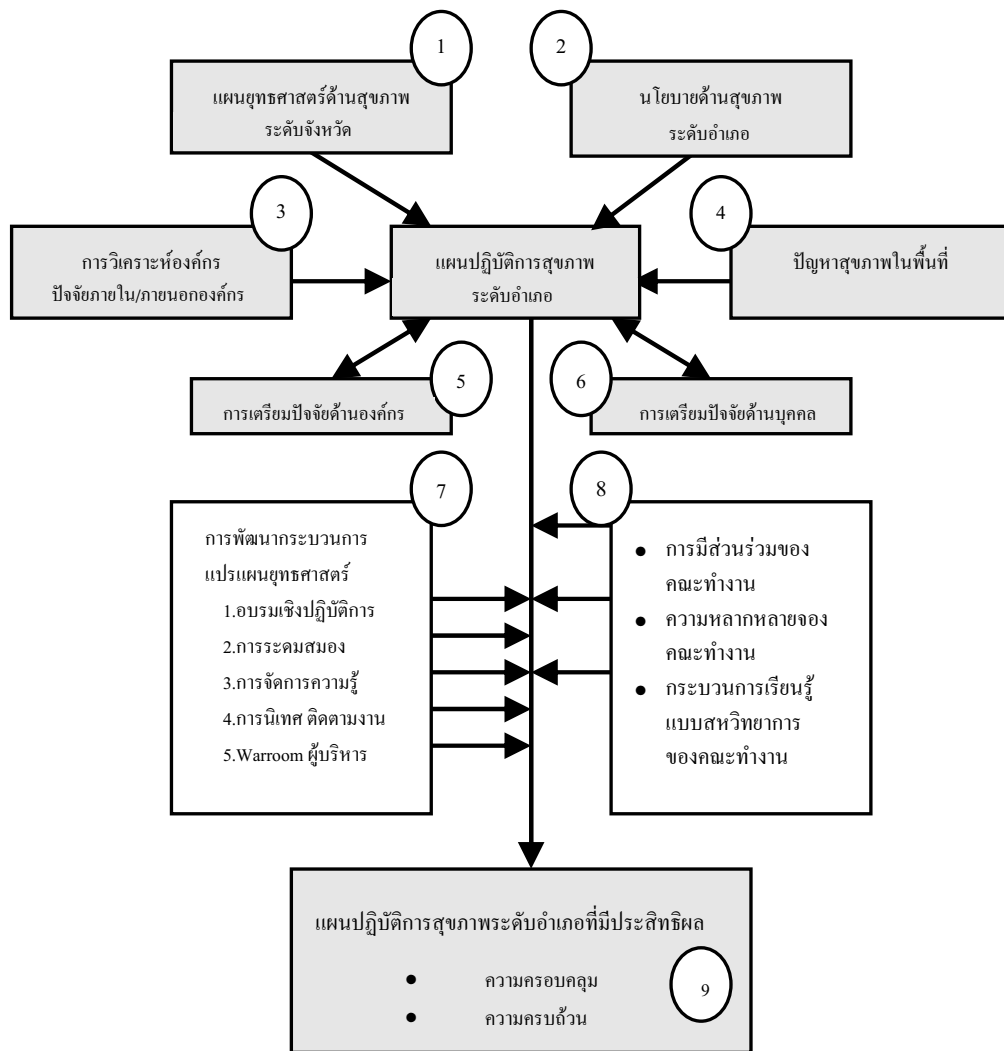 1
แผนยุทธศาสตร์ด้านสุขภาพ
ระดับจังหวัด
2
นโยบายด้านสุขภาพ
ระดับอำเภอ
3
การวิเคราะห์องค์กร
ปัจจัยภายใน/ภายนอกองค์กร
แผนปฏิบัติการสุขภาพ
ระดับอำเภอ
4
ปัญหาสุขภาพในพื้นที่
5
การเตรียมปัจจัยด้านองค์กร
6
การเตรียมปัจจัยด้านบุคคล
7
การพัฒนากระบวนการ
แปรแผนยุทธศาสตร์
1.อบรมเชิงปฏิบัติการ
2.การระดมสมอง
3.การจัดการความรู้
4.การนิเทศ ติดตามงาน
5.Warroom ผู้บริหาร
8
● การมีส่วนร่วมของ
คณะทำงาน
● ความหลากหลายจอง
คณะทำงาน
● กระบวนการเรียนรู้
แบบสหวิทยาการ
ของคณะทำงาน
แผนปฏิบัติการสุขภาพระดับอำเภอที่มีประสิทธิผล
● ความครอบคลุม
● ความครบถ้วน
9